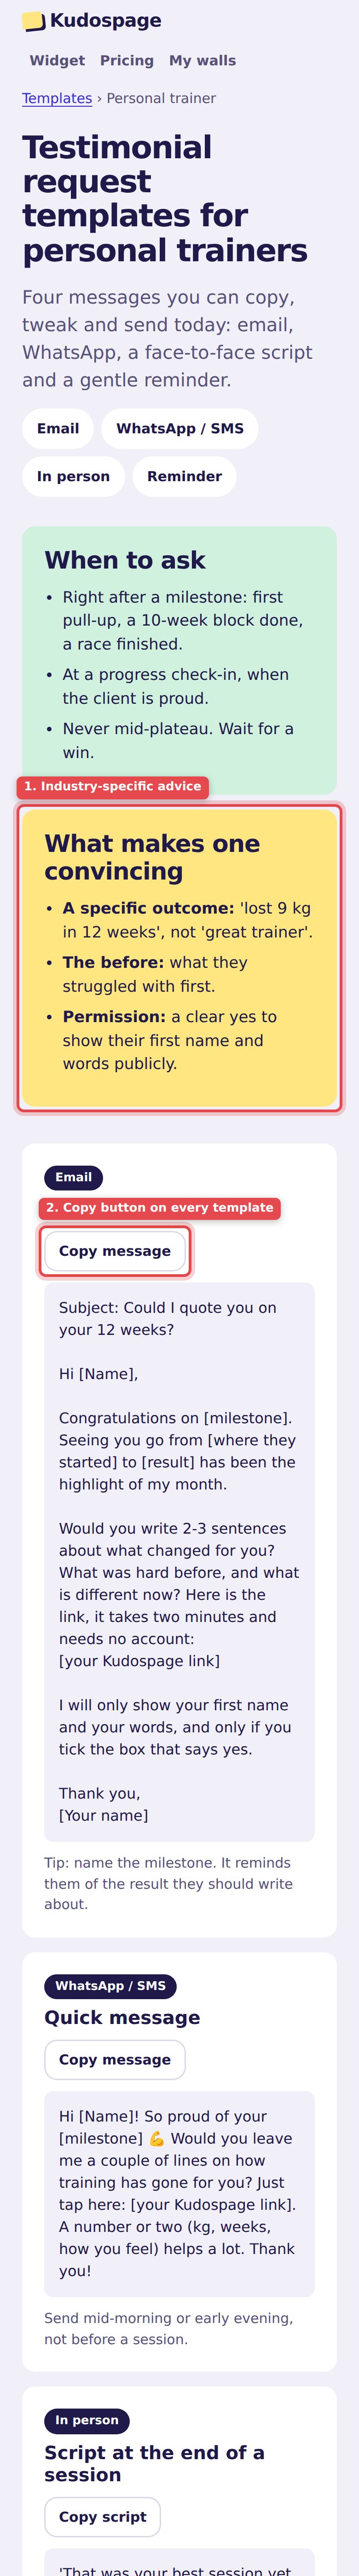 Kudospage
Widget Pricing My walls
Templates › Personal trainer
Testimonial
request
templates for
personal trainers
Four messages you can copy,
tweak and send today: email,
WhatsApp, a face-to-face script
and a gentle reminder.
Email WhatsApp / SMS
In person Reminder
When to ask
• Right after a milestone: first
pull-up, a 10-week block done,
a race finished.
• At a progress check-in, when
the client is proud.
• Never mid-plateau. Wait for a
win.
1. Industry-specific advice
What makes one
convincing
• A specific outcome: 'lost 9 kg
in 12 weeks', not 'great trainer'.
• The before: what they
struggled with first.
• Permission: a clear yes to
show their first name and
words publicly.
Email
2. Copy button on every template
Copy message
Subject: Could I quote you on
your 12 weeks?
Hi [Name],
Congratulations on [milestone].
Seeing you go from [where they
started] to [result] has been the
highlight of my month.
Would you write 2-3 sentences
about what changed for you?
What was hard before, and what
is different now? Here is the
link, it takes two minutes and
needs no account:
[your Kudospage link]
I will only show your first name
and your words, and only if you
tick the box that says yes.
Thank you,
[Your name]
Tip: name the milestone. It reminds
them of the result they should write
about.
WhatsApp / SMS
Quick message
Copy message
Hi [Name]! So proud of your
[milestone] 💪 Would you leave
me a couple of lines on how
training has gone for you? Just
tap here: [your Kudospage link].
A number or two (kg, weeks,
how you feel) helps a lot. Thank
you!
Send mid-morning or early evening,
not before a session.
In person
Script at the end of a
session
Copy script
'That was your best session yet